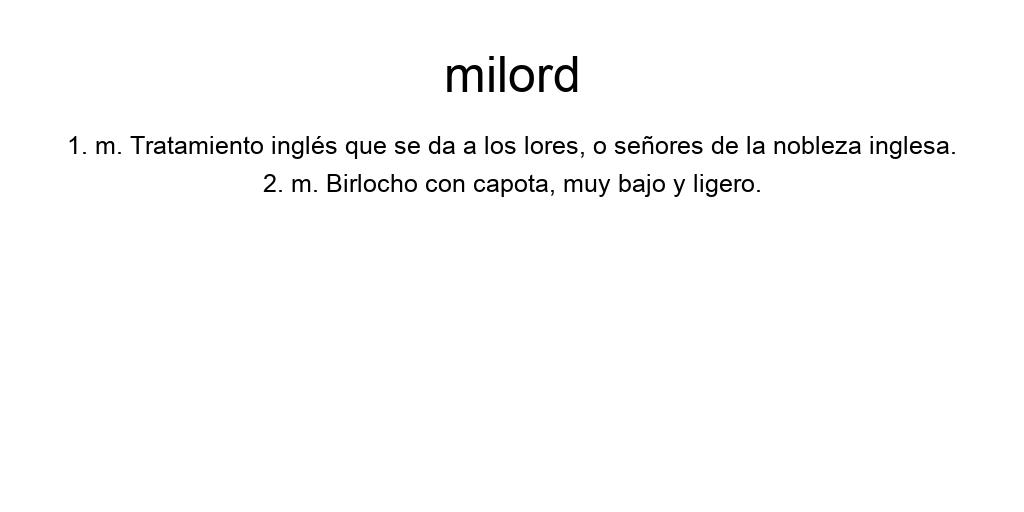 milord
1. m. Tratamiento inglés que se da a los lores, o señores de la nobleza inglesa.
2. m. Birlocho con capota, muy bajo y ligero.